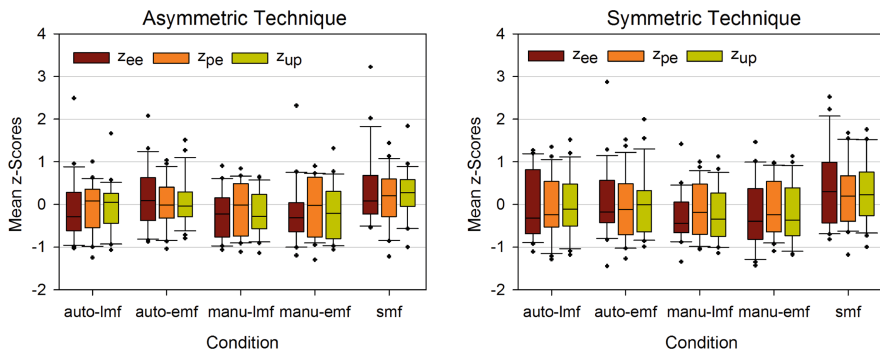 Asymmetric Technique
4
3
2
1
0
-1
-2
Mean z-Scores
zee zpe zup
auto-lmf auto-emf manu-lmf manu-emf smf
Condition
Symmetric Technique
4
3
2
1
0
-1
-2
Mean z-Scores
zee zpe zup
auto-lmf auto-emf manu-lmf manu-emf smf
Condition